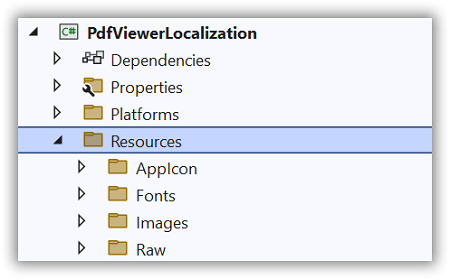 C# PdfViewerLocalization
Dependencies
Properties
Platforms
Resources
AppIcon
Fonts
Images
Raw